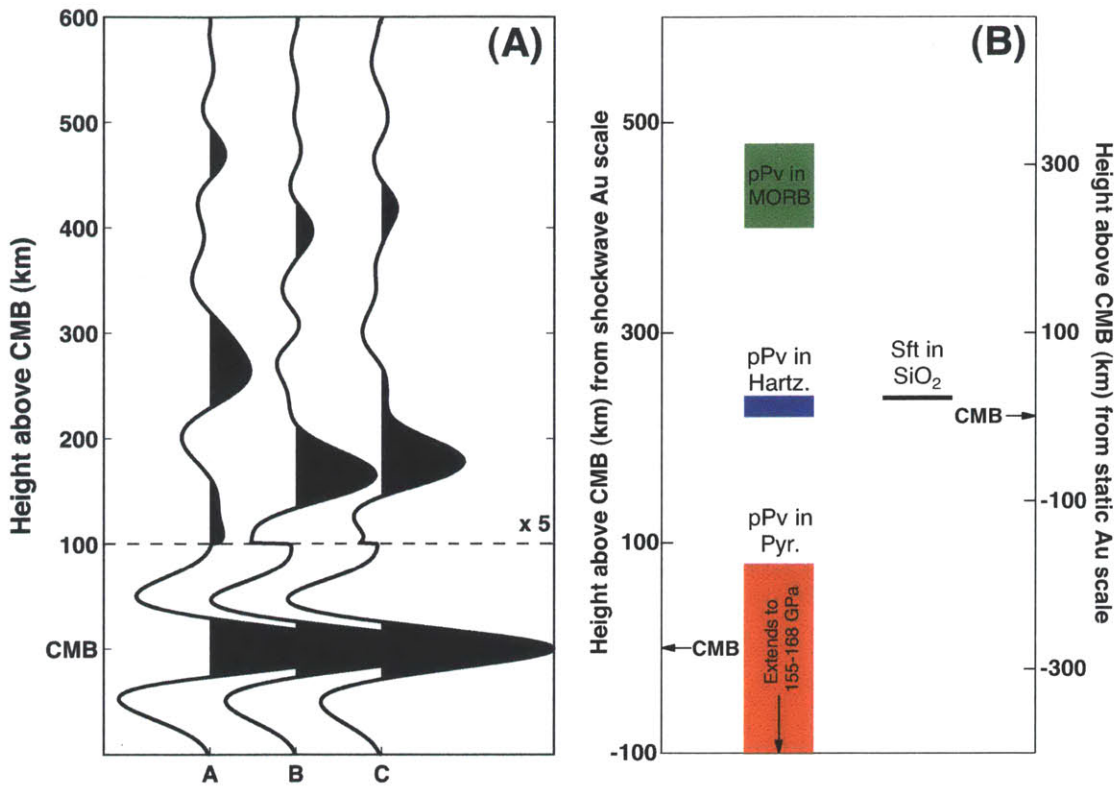 (A)
Height above CMB (km)
600
500
400
300
200
100
CMB
x 5
A
B
C
(B)
Height above CMB (km) from shockwave Au scale
500
300
100
-100
CMB
pPv in
MORB
pPv in
Hartz.
Sft in
SiO2
CMB
pPv in
Pyr.
Extends to
155-168 GPa
300
100
-100
-300
Height above CMB (km) from static Au scale